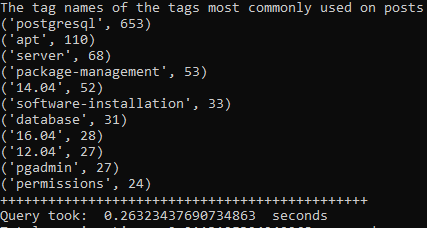 The tag names of the tags most commonly used on posts
('postgresql', 653)
('apt', 110)
('server', 68)
('package-management', 53)
('14.04', 52)
('software-installation', 33)
('database', 31)
('16.04', 28)
('12.04', 27)
('pgadmin', 27)
('permissions', 24)
++++++++++++++++++++++++++++++++++++++++++++++
Query took:  0.26323437690734863  seconds